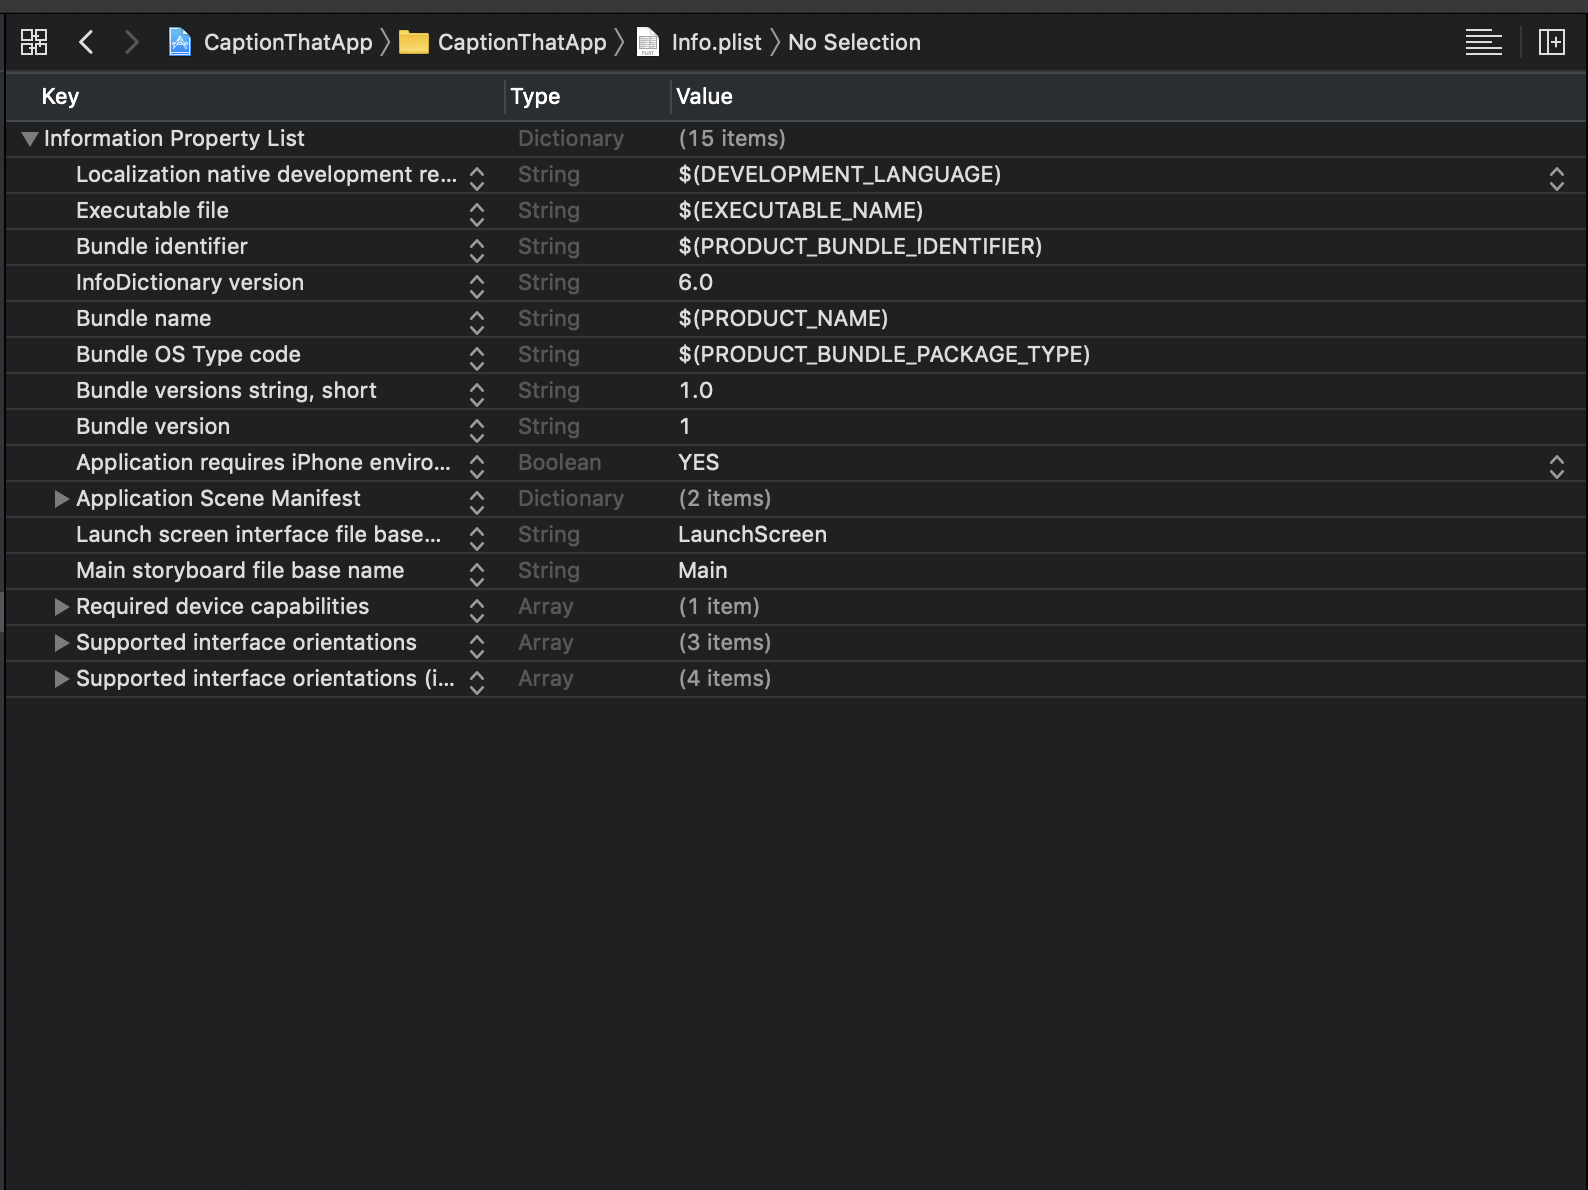 CaptionThatApp CaptionThatApp Info.plist No Selection
Key Type Value
Information Property List Dictionary (15 items)
Localization native development re... String $(DEVELOPMENT_LANGUAGE)
Executable file String $(EXECUTABLE_NAME)
Bundle identifier String $(PRODUCT_BUNDLE_IDENTIFIER)
InfoDictionary version String 6.0
Bundle name String $(PRODUCT_NAME)
Bundle OS Type code String $(PRODUCT_BUNDLE_PACKAGE_TYPE)
Bundle versions string, short String 1.0
Bundle version String 1
Application requires iPhone enviro... Boolean YES
Application Scene Manifest Dictionary (2 items)
Launch screen interface file base... String LaunchScreen
Main storyboard file base name String Main
Required device capabilities Array (1 item)
Supported interface orientations Array (3 items)
Supported interface orientations (i... Array (4 items)